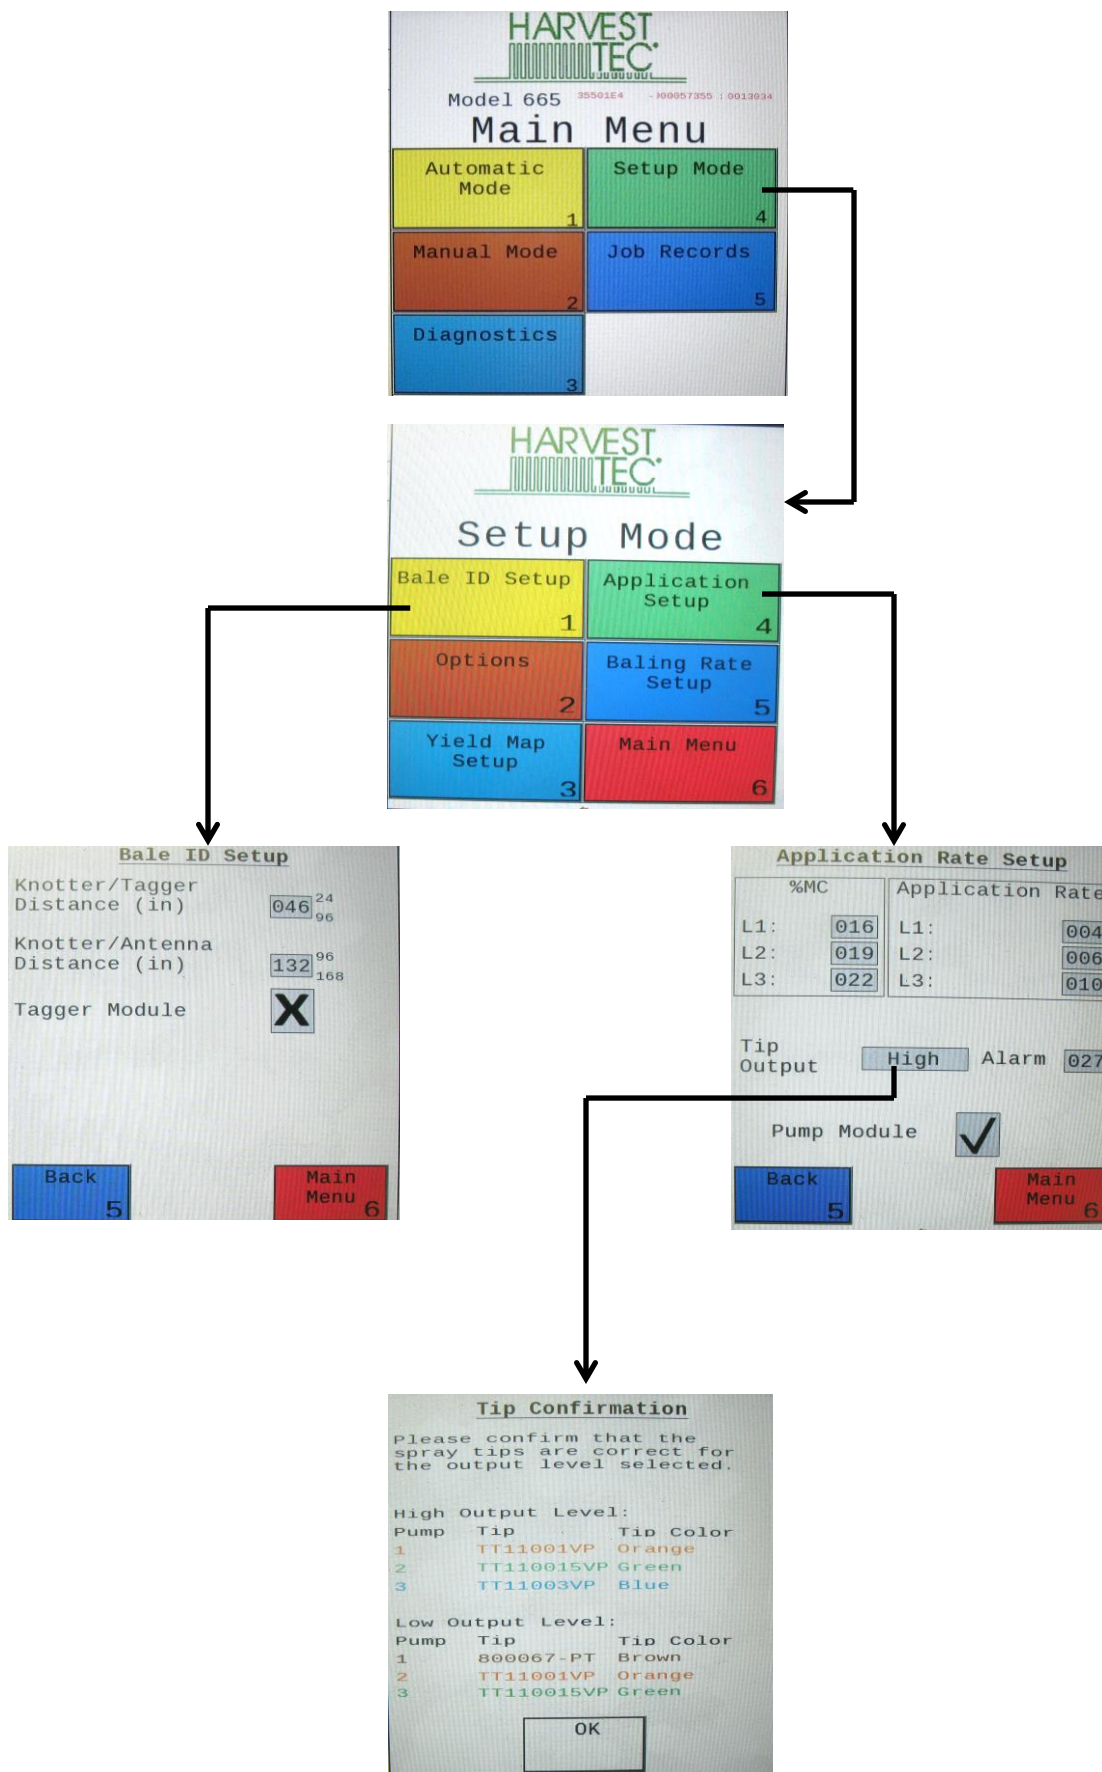 HARVEST
TEC
Model 665 35501E4 : 0013034
Main Menu
Automatic
Mode
1
Setup Mode
4
Manual Mode
2
Job Records
5
Diagnostics
3
HARVEST
TEC
Setup Mode
Bale ID Setup
1
Application
Setup
4
Options
2
Baling Rate
Setup
5
Yield Map
Setup
3
Main Menu
6
Bale ID Setup
Knotter/Tagger
Distance (in) 046 24
96
Knotter/Antenna
Distance (in) 132 96
168
Tagger Module X
Back
5
Main
Menu
6
Application Rate Setup
%MC
L1: 016
L2: 019
L3: 022
Application Rate
L1: 004
L2: 006
L3: 010
Tip
Output High Alarm 027
Pump Module ✓
Back
5
Main
Menu
6
Tip Confirmation
Please confirm that the
spray tips are correct for
the output level selected.
High Output Level:
Pump Tip Tip Color
1 TT11001VP Orange
2 TT110015VP Green
3 TT11003VP Blue
Low Output Level:
Pump Tip Tip Color
1 800067-PT Brown
2 TT11001VP Orange
3 TT110015VP Green
OK